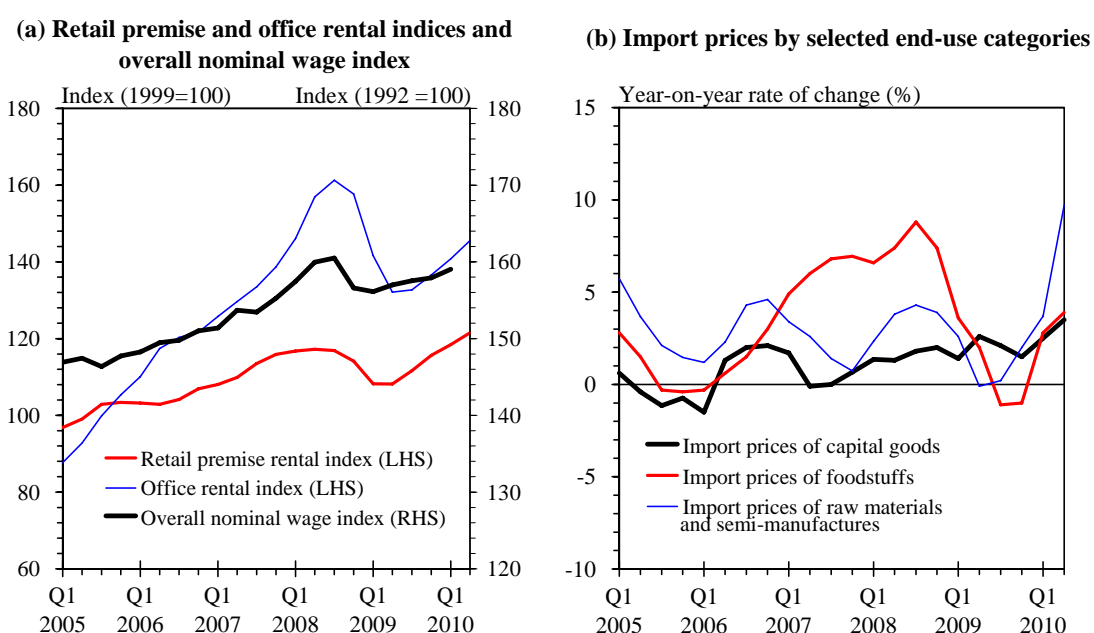 (a) Retail premise and office rental indices and
overall nominal wage index
Index (1999=100) Index (1992 =100)
180 180
160 170
140 160
120 150
100 140
80 130
60 120
Retail premise rental index (LHS)
Office rental index (LHS)
Overall nominal wage index (RHS)
Q1 Q1 Q1 Q1 Q1 Q1
2005 2006 2007 2008 2009 2010
(b) Import prices by selected end-use categories
Year-on-year rate of change (%)
15
10
5
0
-5
-10
Import prices of capital goods
Import prices of foodstuffs
Import prices of raw materials
and semi-manufactures
Q1 Q1 Q1 Q1 Q1 Q1
2005 2006 2007 2008 2009 2010